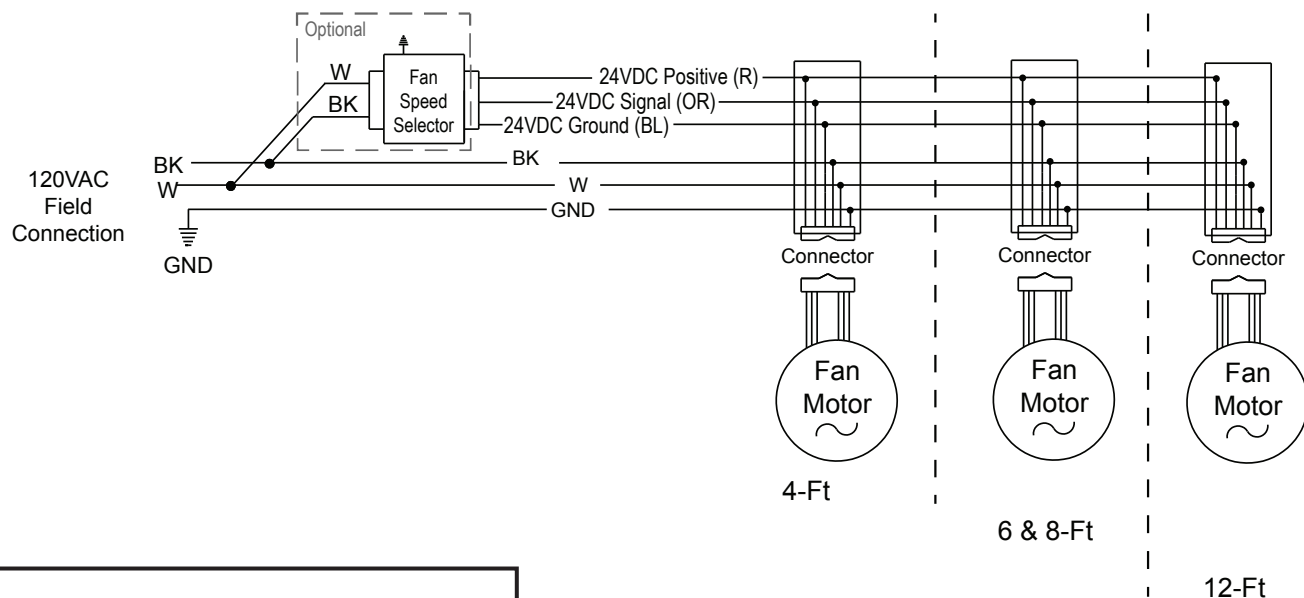 Optional
W
BK
Fan
Speed
Selector
24VDC Positive (R)
24VDC Signal (OR)
24VDC Ground (BL)
120VAC
Field
Connection
BK
W
GND
BK
W
GND
Connector
Connector
Connector
Fan
Motor
Fan
Motor
Fan
Motor
4-Ft
6 & 8-Ft
12-Ft